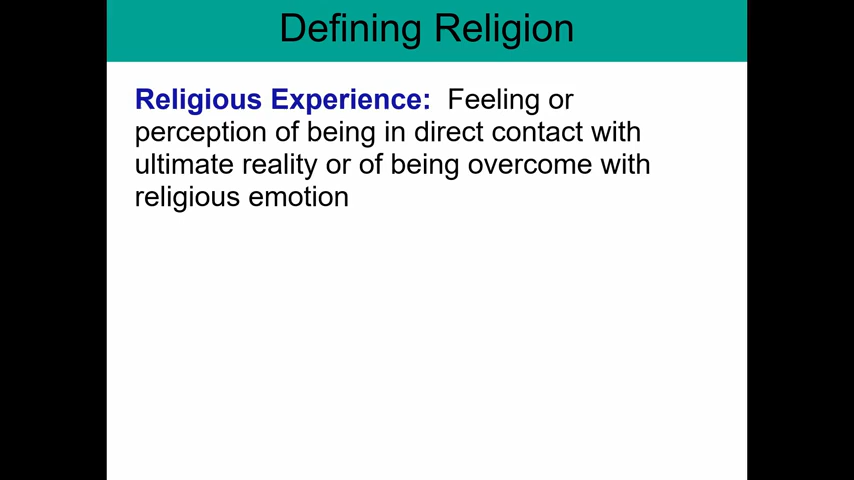 Defining Religion
Religious Experience: Feeling or
perception of being in direct contact with
ultimate reality or of being overcome with
religious emotion